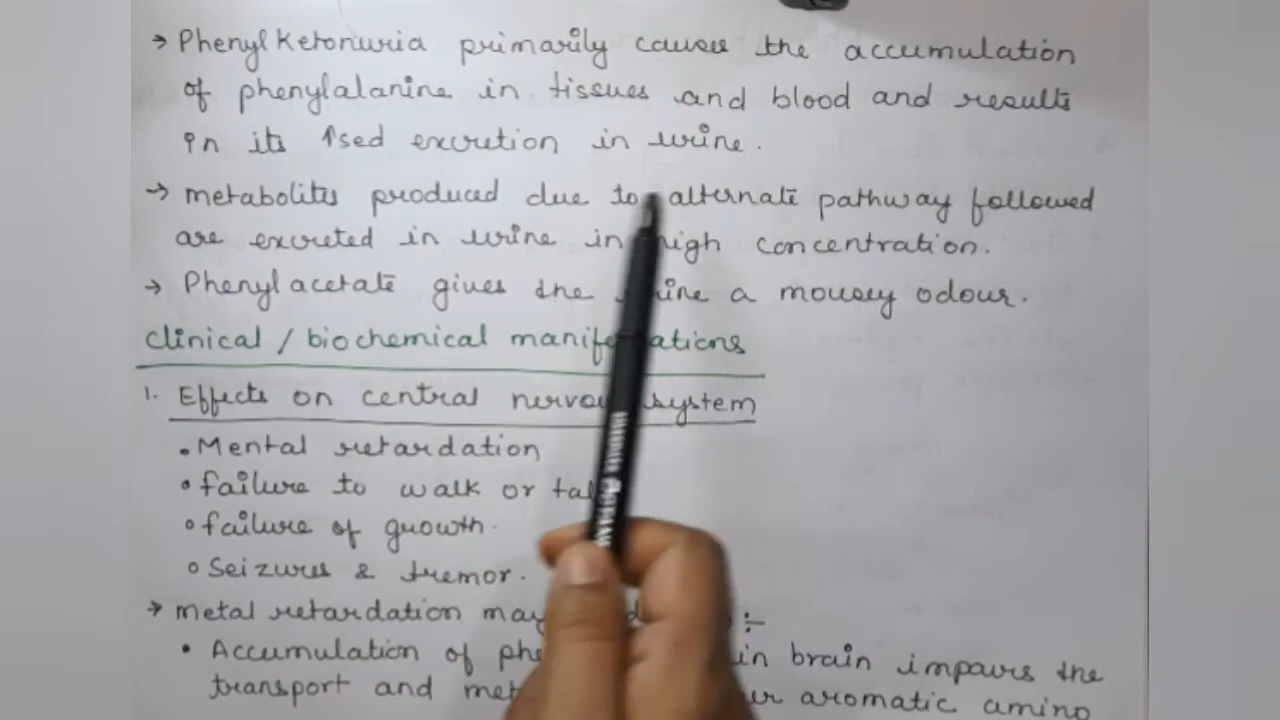 → Phenylketonuria primarily causes the accumulation
of phenylalanine in tissues and blood and results
in its ↑sed excretion in urine.
→ metabolites produced due to alternate pathway followed
are excreted in urine in high concentration.
→ Phenylacetate gives the urine a mousey odour.
clinical / biochemical manifestations
1. Effects on central nervous system
• Mental retardation
• failure to walk or talk
• failure of growth.
• Seizures & tremor.
→ metal retardation may :-
• Accumulation of in brain impairs the
transport and aromatic amino